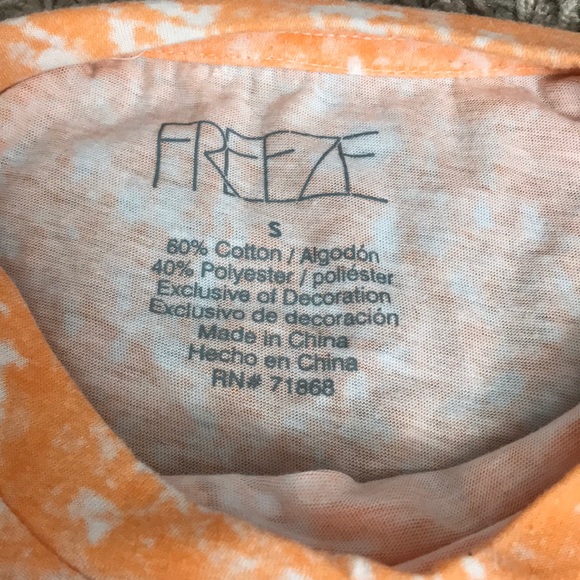 FREEZE
S
60% Cotton / Algodón
40% Polyester / poliéster
Exclusive of Decoration
Exclusivo de decoración
Made in China
Hecho en China
RN# 71868